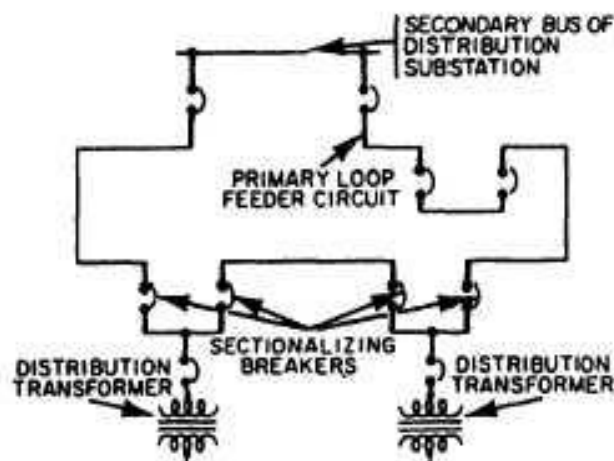 SECONDARY BUS OF
DISTRIBUTION
SUBSTATION
PRIMARY LOOP
FEEDER CIRCUIT
SECTIONALIZING
BREAKERS
DISTRIBUTION
TRANSFORMER
DISTRIBUTION
TRANSFORMER